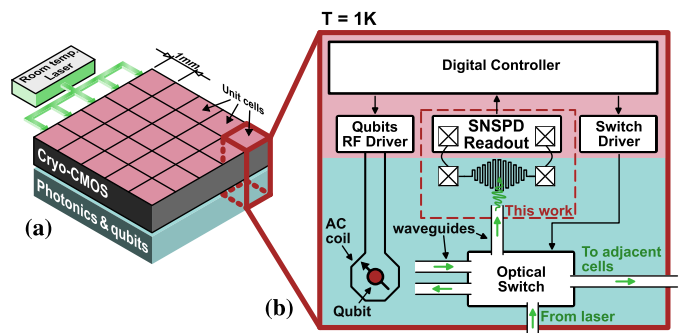 Room temp.
Laser
1mm
Unit cells
Cryo-CMOS
Photonics & qubits
(a)
T = 1K
Digital Controller
Qubits
RF Driver
SNSPD
Readout
Switch
Driver
This work
waveguides
AC
coil
Qubit
Optical
Switch
To adjacent
cells
From laser
(b)